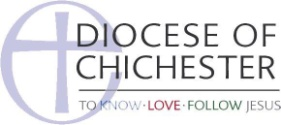 DIOCESE OF
CHICHESTER
TO KNOW·LOVE·FOLLOW JESUS